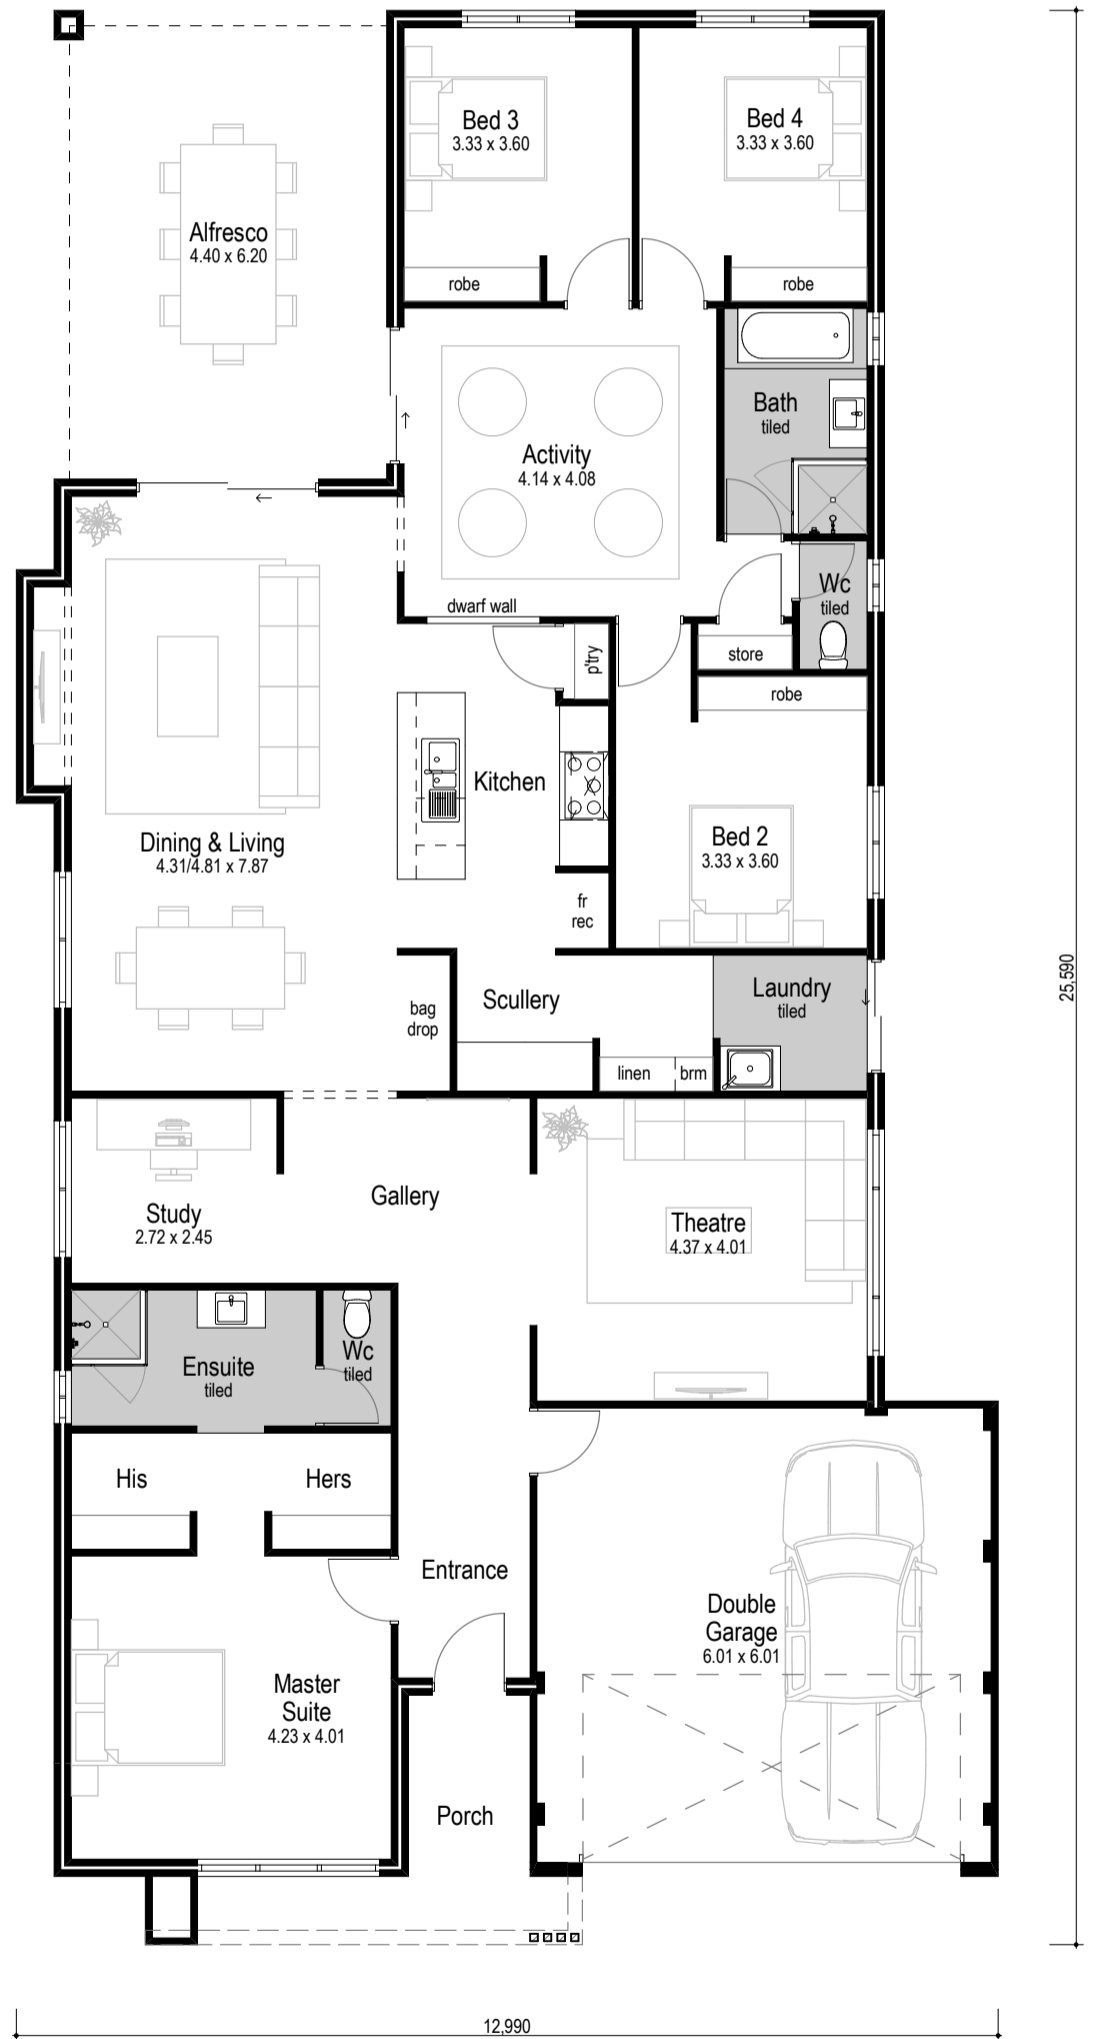 Bed 3
3.33 x 3.60
Bed 4
3.33 x 3.60
Alfresco
4.40 x 6.20
robe
robe
Bath
tiled
Activity
4.14 x 4.08
Wc
tiled
dwarf wall
p'try
store
robe
Kitchen
Dining & Living
4.31/4.81 x 7.87
Bed 2
3.33 x 3.60
fr
rec
bag
drop
Scullery
Laundry
tiled
linen
brm
25,590
Study
2.72 x 2.45
Gallery
Theatre
4.37 x 4.01
Ensuite
tiled
Wc
tiled
His
Hers
Entrance
Double
Garage
6.01 x 6.01
Master
Suite
4.23 x 4.01
Porch
12,990